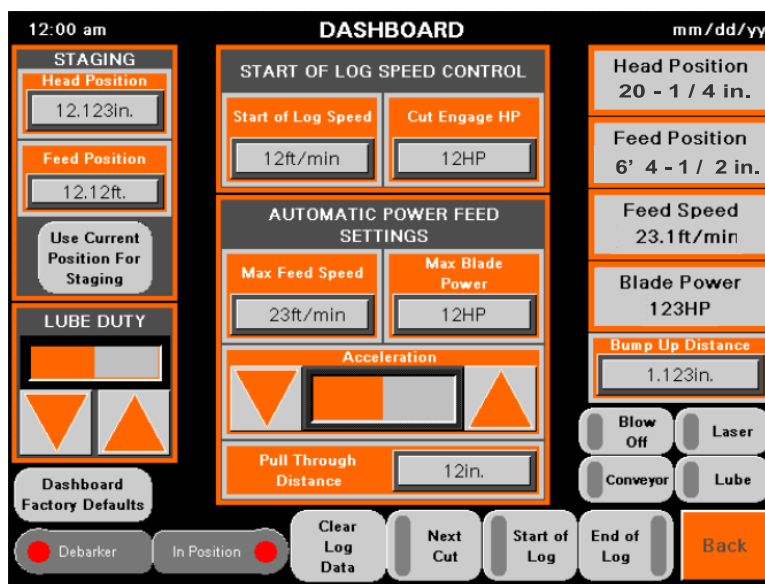 12:00 am
DASHBOARD
mm/dd/yy
STAGING
Head Position
12.123in.
Feed Position
12.12ft.
Use Current
Position For
Staging
LUBE DUTY
Dashboard
Factory Defaults
START OF LOG SPEED CONTROL
Start of Log Speed
12ft/min
Cut Engage HP
12HP
AUTOMATIC POWER FEED
SETTINGS
Max Feed Speed
23ft/min
Max Blade
Power
12HP
Acceleration
Pull Through
Distance
12in.
Head Position
20 - 1 / 4 in.
Feed Position
6’ 4 - 1 / 2 in.
Feed Speed
23.1ft/min
Blade Power
123HP
Bump Up Distance
1.123in.
Blow
Off
Laser
Conveyor
Lube
Debarker
In Position
Clear
Log
Data
Next
Cut
Start of
Log
End of
Log
Back